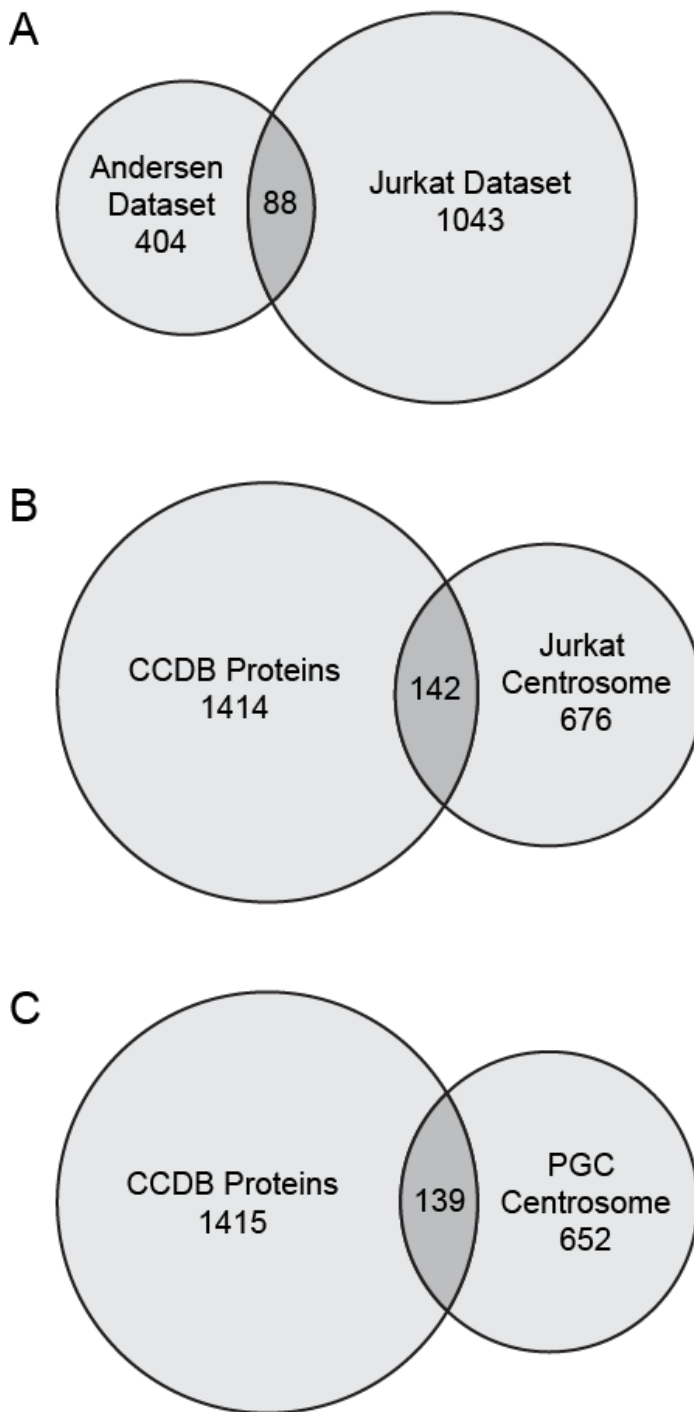 A
Andersen
Dataset
404
88
Jurkat Dataset
1043
B
CCDB Proteins
1414
142
Jurkat
Centrosome
676
C
CCDB Proteins
1415
139
PGC
Centrosome
652